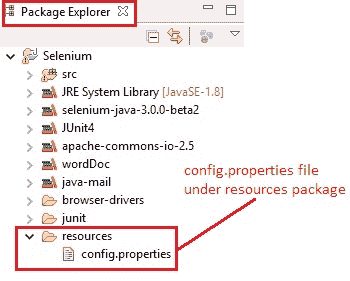 Package Explorer
Selenium
src
JRE System Library [JavaSE-1.8]
selenium-java-3.0.0-beta2
JUnit4
apache-commons-io-2.5
wordDoc
java-mail
browser-drivers
junit
resources
config.properties
config.properties file
under resources package